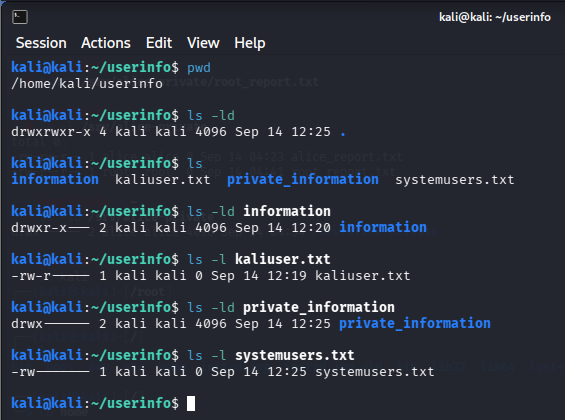 kali@kali: ~/userinfo
Session Actions Edit View Help
kali@kali:~/userinfo$ pwd
/home/kali/userinfo
kali@kali:~/userinfo$ ls -ld
drwxrwxr-x 4 kali kali 4096 Sep 14 12:25 .
kali@kali:~/userinfo$ ls
information kaliuser.txt private_information systemusers.txt
kali@kali:~/userinfo$ ls -ld information
drwxr-x--- 2 kali kali 4096 Sep 14 12:20 information
kali@kali:~/userinfo$ ls -l kaliuser.txt
-rw-r----- 1 kali kali 0 Sep 14 12:19 kaliuser.txt
kali@kali:~/userinfo$ ls -ld private_information
drwx------ 2 kali kali 4096 Sep 14 12:25 private_information
kali@kali:~/userinfo$ ls -l systemusers.txt
-rw------- 1 kali kali 0 Sep 14 12:25 systemusers.txt
kali@kali:~/userinfo$